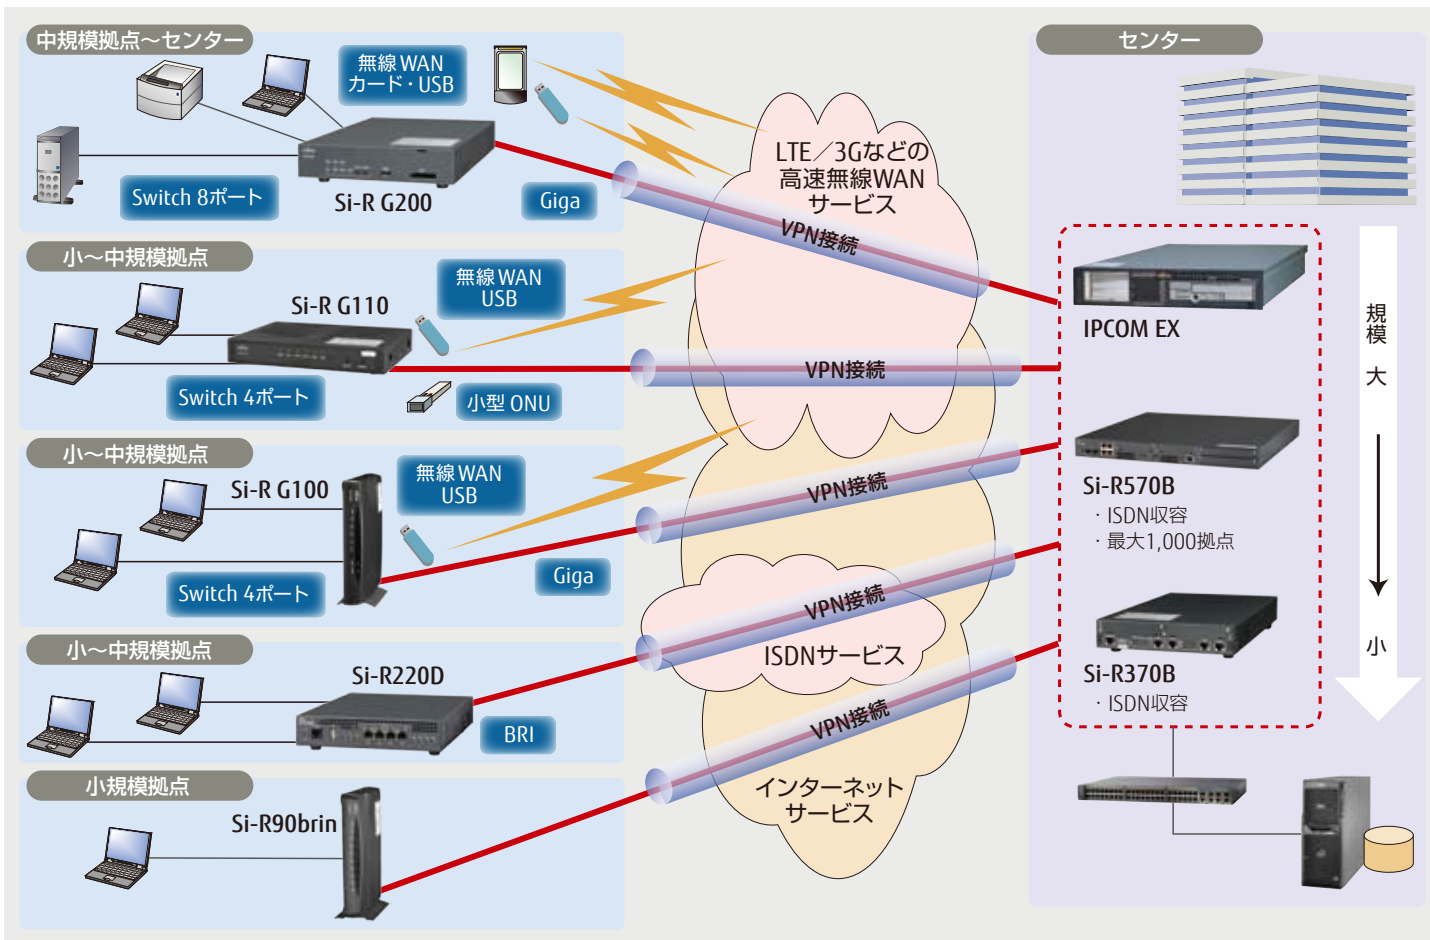 中規模拠点～センター
無線WAN
カード・USB
Switch 8ポート
Si-R G200
Giga
小～中規模拠点
Si-R G110
無線WAN
USB
Switch 4ポート
小型 ONU
小～中規模拠点
Si-R G100
無線WAN
USB
Switch 4ポート
Giga
小～中規模拠点
Si-R220D
BRI
小規模拠点
Si-R90brin
LTE／3Gなどの
高速無線WAN
サービス
VPN接続
VPN接続
VPN接続
VPN接続
ISDNサービス
VPN接続
インターネット
サービス
センター
IPCOM EX
Si-R570B
・ISDN収容
・最大1,000拠点
Si-R370B
・ISDN収容
規模 大
小